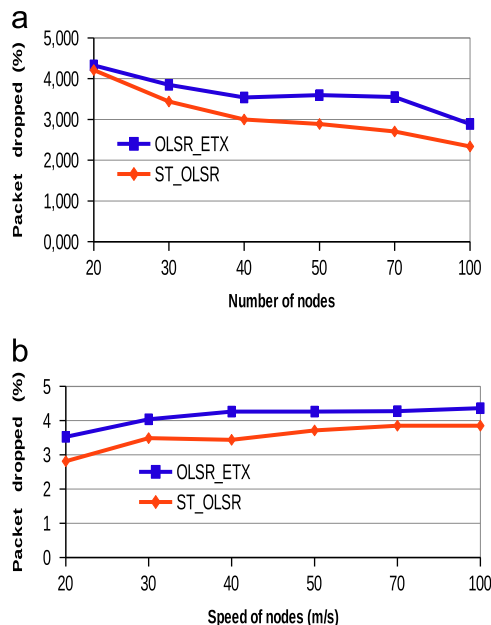 a
Packet dropped (%)
5,000
4,000
3,000
2,000
1,000
0,000
OLSR_ETX
ST_OLSR
20 30 40 50 70 100
Number of nodes
b
Packet dropped (%)
5
4
3
2
1
0
OLSR_ETX
ST_OLSR
20 30 40 50 70 100
Speed of nodes (m/s)